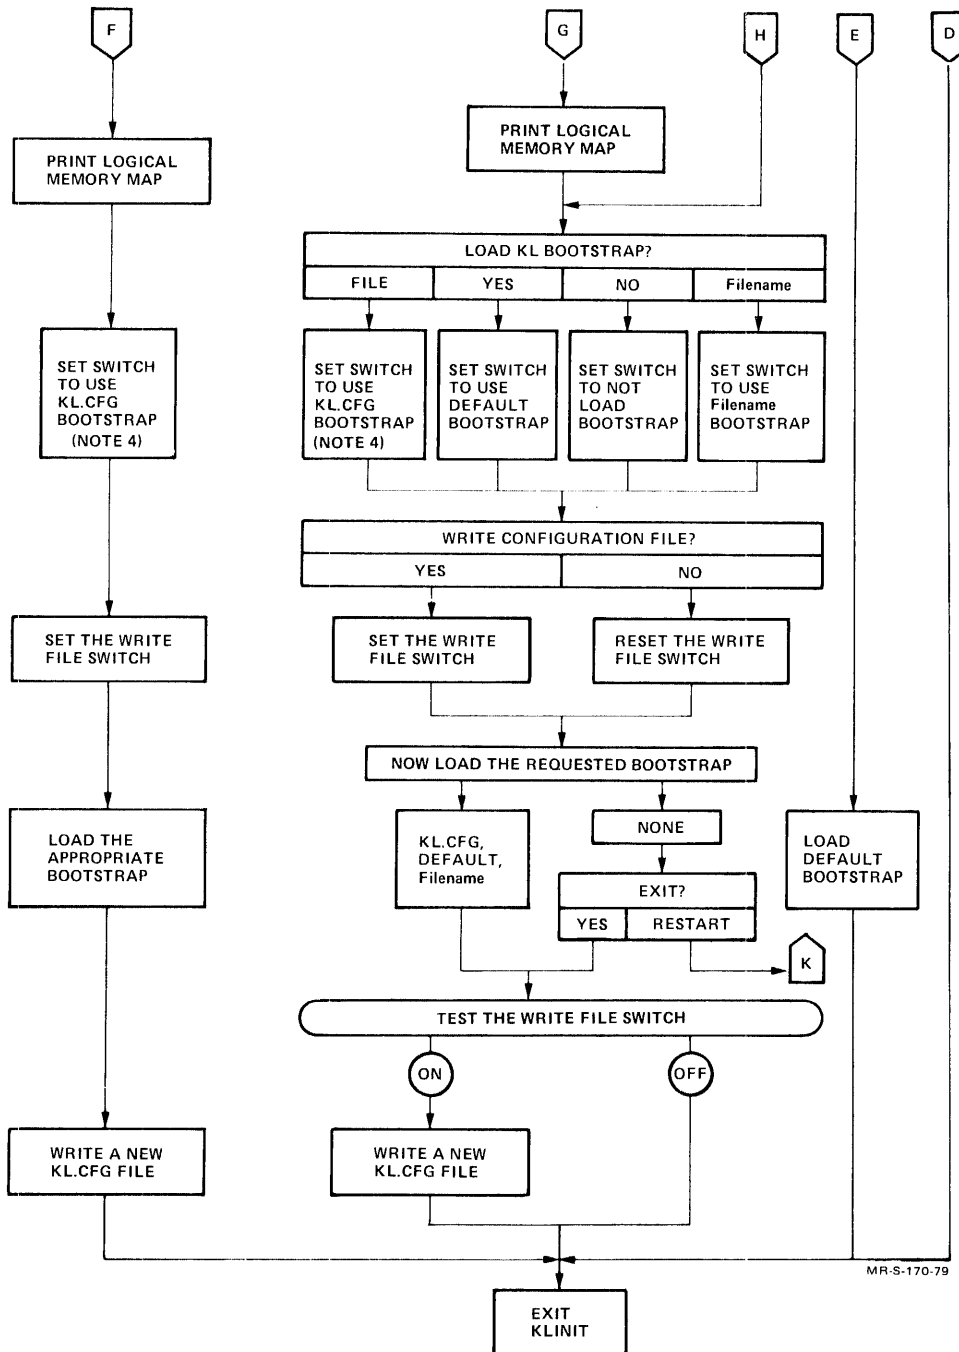 F
G
H
E
D
PRINT LOGICAL
MEMORY MAP
PRINT LOGICAL
MEMORY MAP
LOAD KL BOOTSTRAP?
FILE
YES
NO
Filename
SET SWITCH
TO USE
KL.CFG
BOOTSTRAP
(NOTE 4)
SET SWITCH
TO USE
KL.CFG
BOOTSTRAP
(NOTE 4)
SET SWITCH
TO USE
DEFAULT
BOOTSTRAP
SET SWITCH
TO NOT
LOAD
BOOTSTRAP
SET SWITCH
TO USE
Filename
BOOTSTRAP
WRITE CONFIGURATION FILE?
YES
NO
SET THE WRITE
FILE SWITCH
SET THE WRITE
FILE SWITCH
RESET THE WRITE
FILE SWITCH
NOW LOAD THE REQUESTED BOOTSTRAP
LOAD THE
APPROPRIATE
BOOTSTRAP
KL.CFG,
DEFAULT,
Filename
NONE
EXIT?
YES
RESTART
LOAD
DEFAULT
BOOTSTRAP
K
TEST THE WRITE FILE SWITCH
ON
OFF
WRITE A NEW
KL.CFG FILE
WRITE A NEW
KL.CFG FILE
MR-S-170-79
EXIT
KLINIT